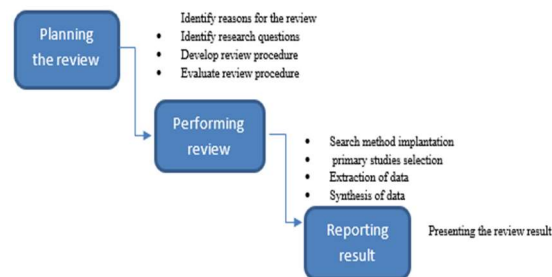 Planning
the review
Identify reasons for the review
• Identify research questions
• Develop review procedure
• Evaluate review procedure
Performing
review
• Search method implantation
• primary studies selection
• Extraction of data
• Synthesis of data
Reporting
result
Presenting the review result